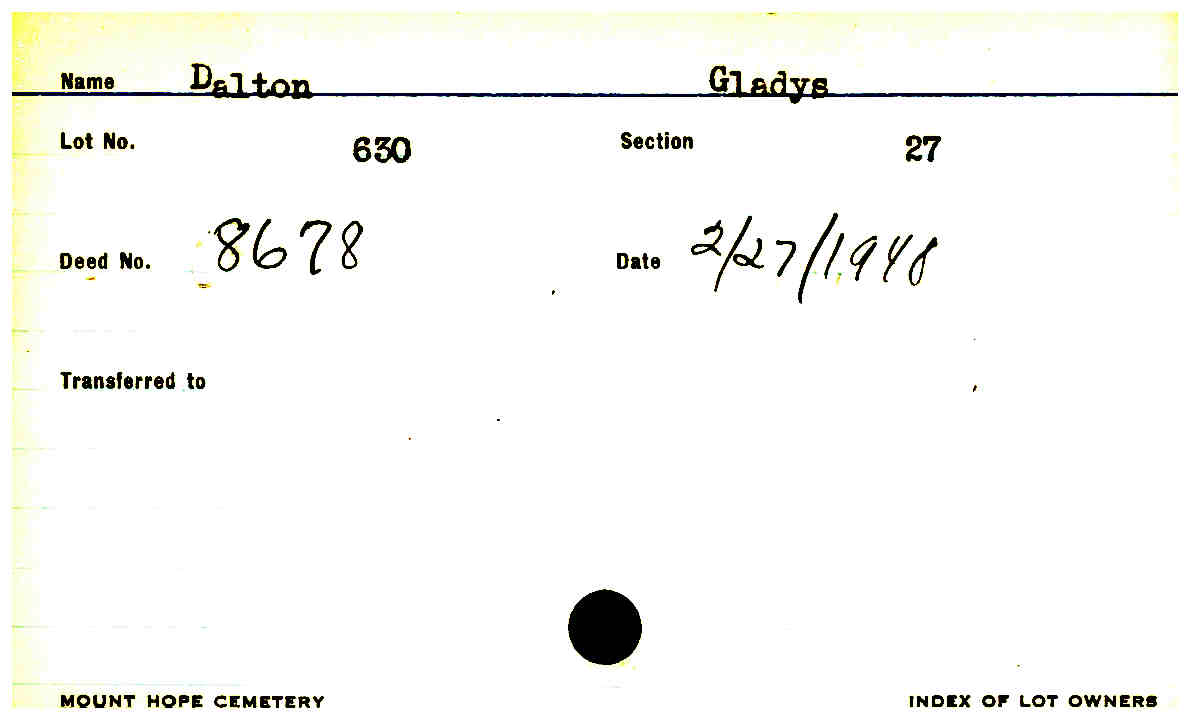 Name Dalton Gladys
Lot No. 630 Section 27
Deed No. 8678 Date 2/27/1948
Transferred to
MOUNT HOPE CEMETERY INDEX OF LOT OWNERS